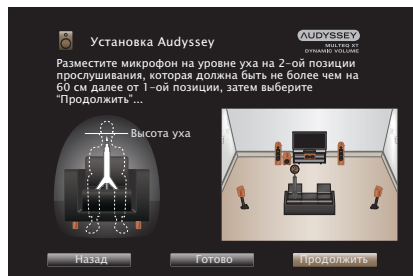 Установка Audyssey
AUDYSSEY
MULTEQ XT
DYNAMIC VOLUME
Разместите микрофон на уровне уха на 2-ой позиции
прослушивания, которая должна быть не более чем на
60 см далее от 1-ой позиции, затем выберите
“Продолжить”...
Высота уха
Назад
Готово
Продолжить